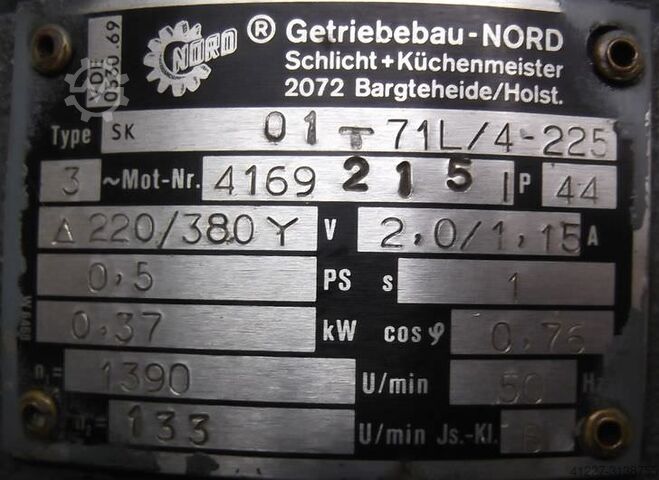 VDE 0530.69
NORD ® Getriebebau-NORD
Schlicht+Küchenmeister
2072 Bargteheide/Holst.
Type SK 01 T 71L/4-225
3 ~Mot-Nr. 4169 215 IP 44
Δ 220/380 Y V 2,0/1,15 A
0,5 PS s 1
0,37 kW cos φ 0,76
1390 U/min 50 Hz
133 U/min Js.-Kl. B